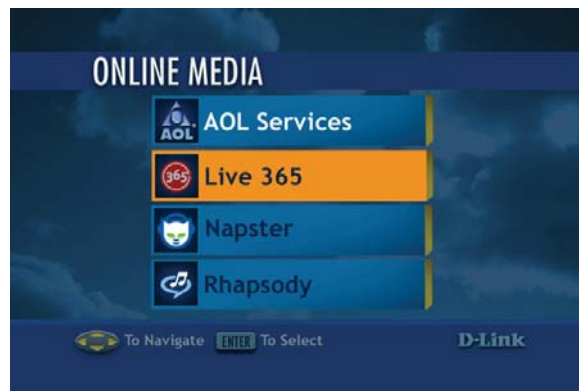 ONLINE MEDIA
AOL AOL Services
365 Live 365
Napster
Rhapsody
To Navigate ENTER To Select D-Link